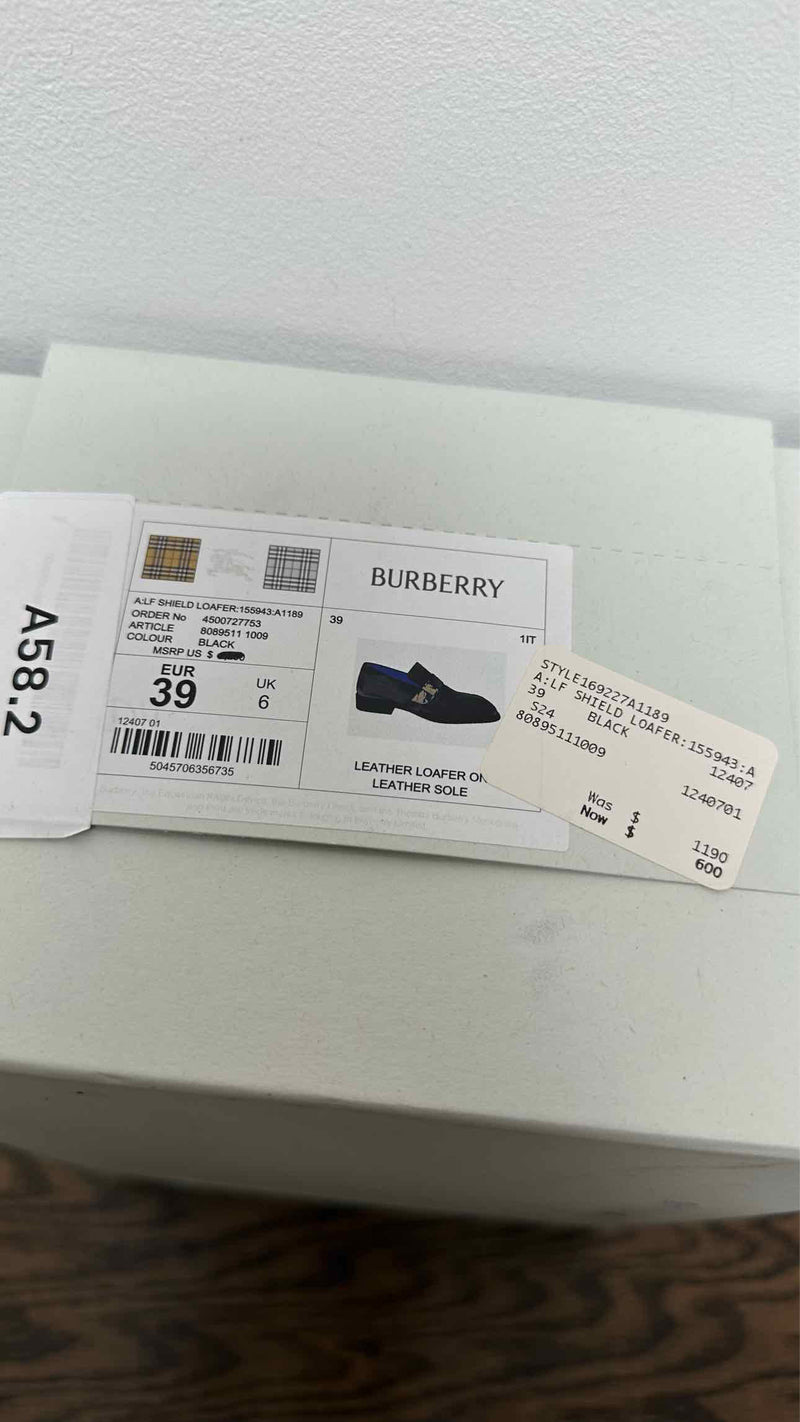 A58.2
A:LF SHIELD LOAFER:155943:A1189
ORDER No 4500727753
ARTICLE 8089511 1009
COLOUR BLACK
MSRP US $
EUR
39
UK
6
12407 01
5045706356735
BURBERRY
39
1IT
LEATHER LOAFER ON
LEATHER SOLE
STYLE169227A1189
A:LF SHIELD LOAFER:155943:A
39 BLACK 12407
S24
80895111009 1240701
Was $ 1190
Now $ 600